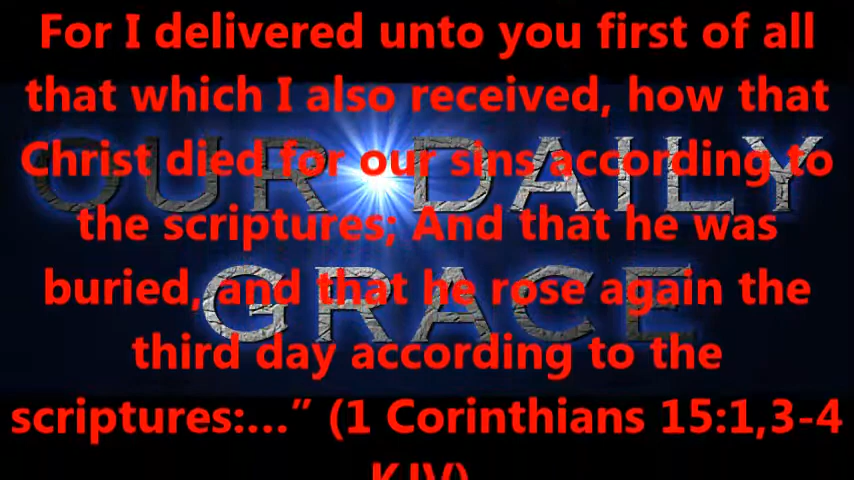 For I delivered unto you first of all
that which I also received, how that
Christ died for our sins according to
the scriptures; And that he was
buried, and that he rose again the
third day according to the
scriptures:...” (1 Corinthians 15:1,3-4
KJV)
OUR DAILY
GRACE